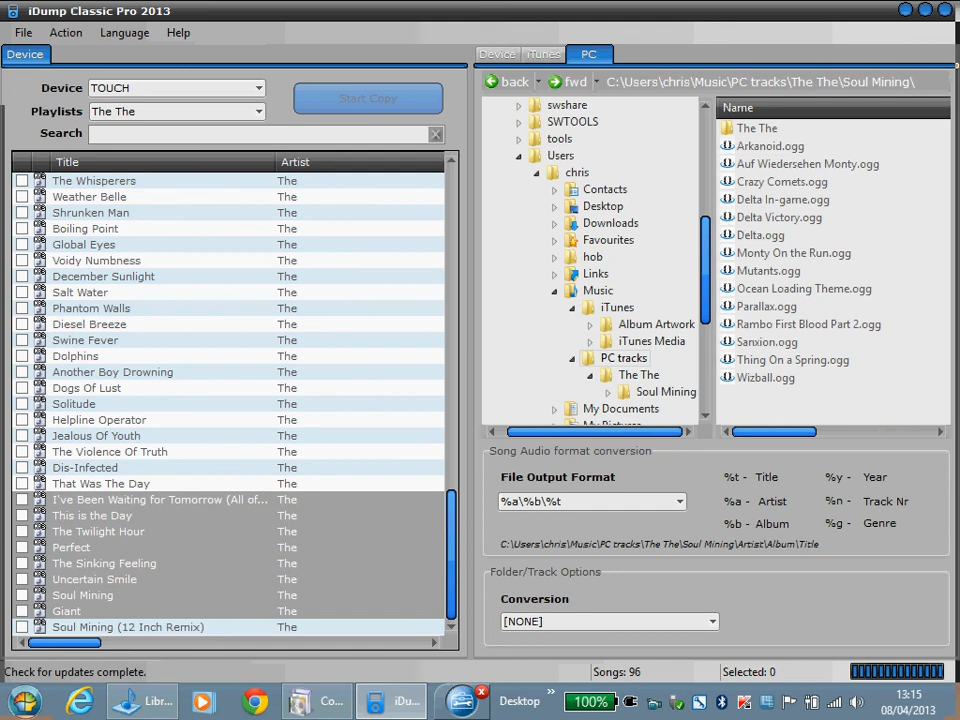 iDump Classic Pro 2013
File Action Language Help
Device
Device TOUCH
Playlists The The
Search
Start Copy
Title Artist
The Whisperers The
Weather Belle The
Shrunken Man The
Boiling Point The
Global Eyes The
Voidy Numbness The
December Sunlight The
Salt Water The
Phantom Walls The
Diesel Breeze The
Swine Fever The
Dolphins The
Another Boy Drowning The
Dogs Of Lust The
Solitude The
Helpline Operator The
Jealous Of Youth The
The Violence Of Truth The
Dis-Infected The
That Was The Day The
I've Been Waiting for Tomorrow (All of... The
This is the Day The
The Twilight Hour The
Perfect The
The Sinking Feeling The
Uncertain Smile The
Soul Mining The
Giant The
Soul Mining (12 Inch Remix) The
Device iTunes PC
back fwd C:\Users\chris\Music\PC tracks\The The\Soul Mining\
swshare
SWTOOLS
tools
Users
chris
Contacts
Desktop
Downloads
Favourites
hob
Links
Music
iTunes
Album Artwork
iTunes Media
PC tracks
The The
Soul Mining
My Documents
My Pictures
Name
The The
Arkanoid.ogg
Auf Wiedersehen Monty.ogg
Crazy Comets.ogg
Delta In-game.ogg
Delta Victory.ogg
Delta.ogg
Monty On the Run.ogg
Mutants.ogg
Ocean Loading Theme.ogg
Parallax.ogg
Rambo First Blood Part 2.ogg
Sanxion.ogg
Thing On a Spring.ogg
Wizball.ogg
Song Audio format conversion
File Output Format
%a\%b\%t
%t - Title %y - Year
%a - Artist %n - Track Nr
%b - Album %g - Genre
C:\Users\chris\Music\PC tracks\The The\Soul Mining\Artist\Album\Title
Folder/Track Options
Conversion
[NONE]
Check for updates complete. Songs: 96 Selected: 0
Libr... Co... iDu... Desktop » 100% 13:15
08/04/2013